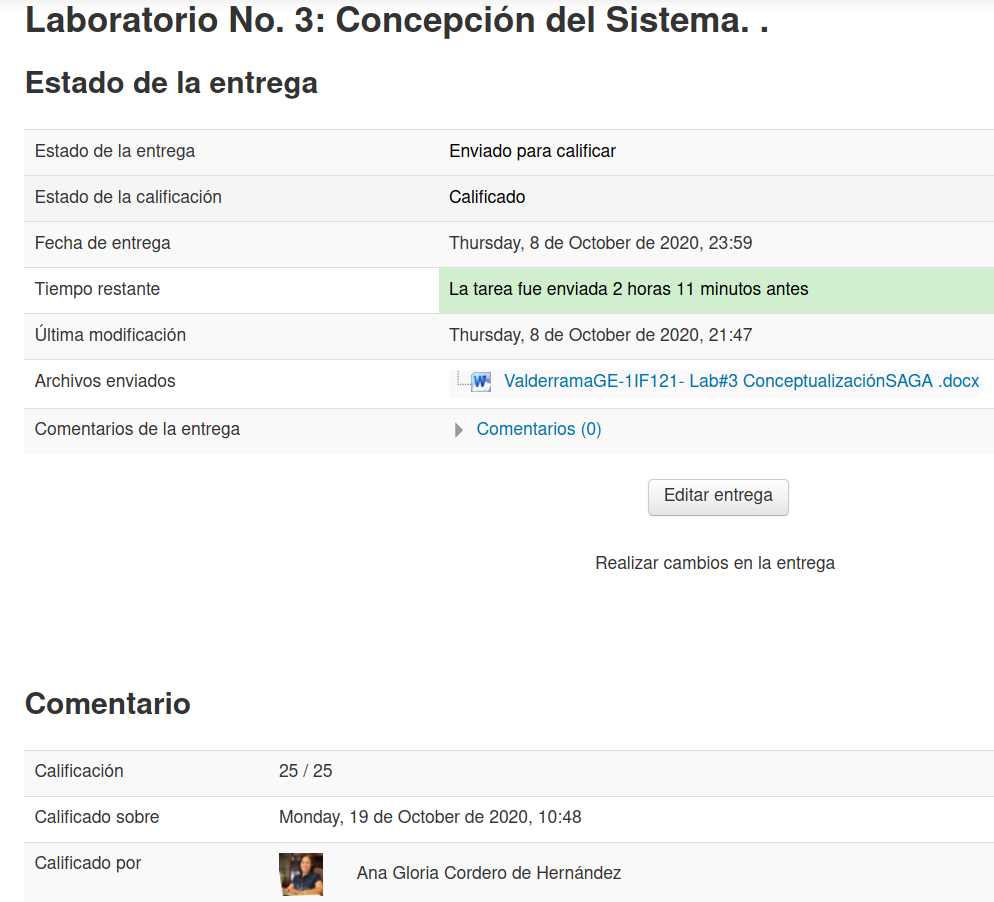 Laboratorio No. 3: Concepción del Sistema. .
Estado de la entrega
Estado de la entrega Enviado para calificar
Estado de la calificación Calificado
Fecha de entrega Thursday, 8 de October de 2020, 23:59
Tiempo restante La tarea fue enviada 2 horas 11 minutos antes
Última modificación Thursday, 8 de October de 2020, 21:47
Archivos enviados ValderramaGE-1IF121- Lab#3 ConceptualizaciónSAGA .docx
Comentarios de la entrega Comentarios (0)
Editar entrega
Realizar cambios en la entrega
Comentario
Calificación 25 / 25
Calificado sobre Monday, 19 de October de 2020, 10:48
Calificado por Ana Gloria Cordero de Hernández